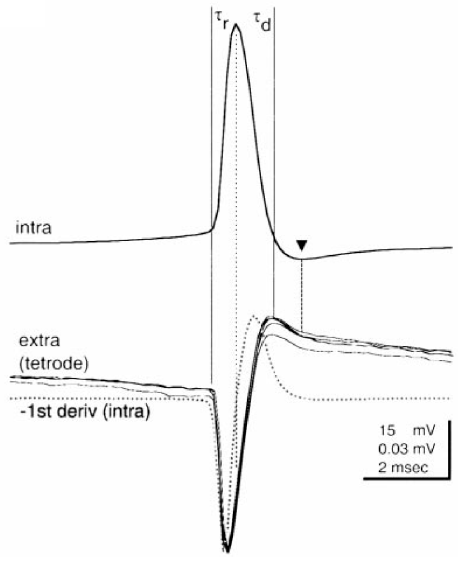 τr τd
intra
extra
(tetrode)
-1st deriv (intra)
15 mV
0.03 mV
2 msec